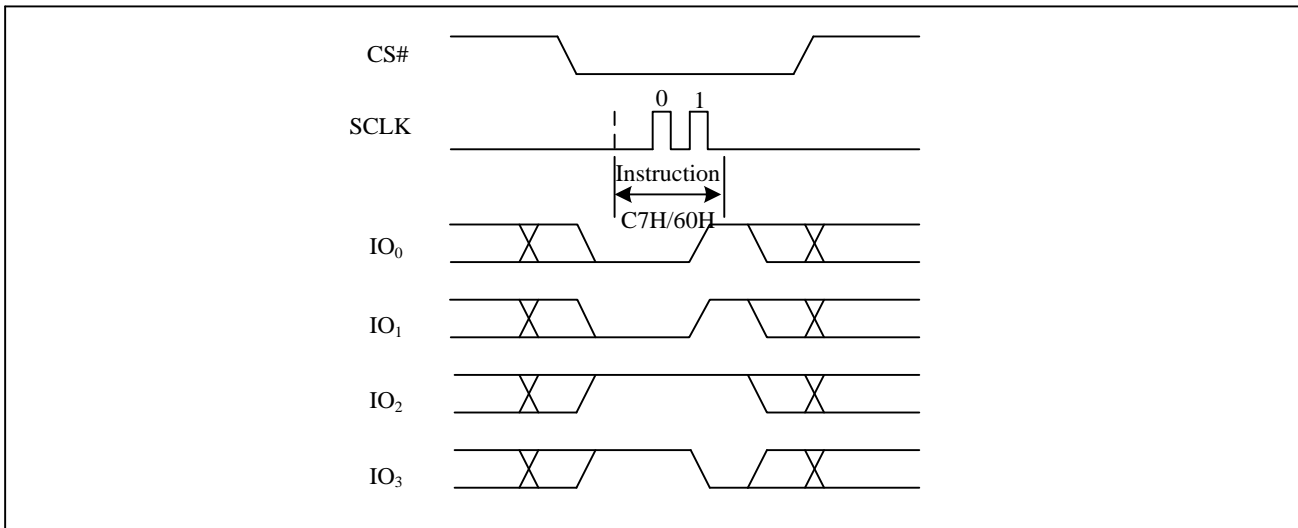 CS#
0 1
SCLK
Instruction
C7H/60H
IO₀
IO₁
IO₂
IO₃